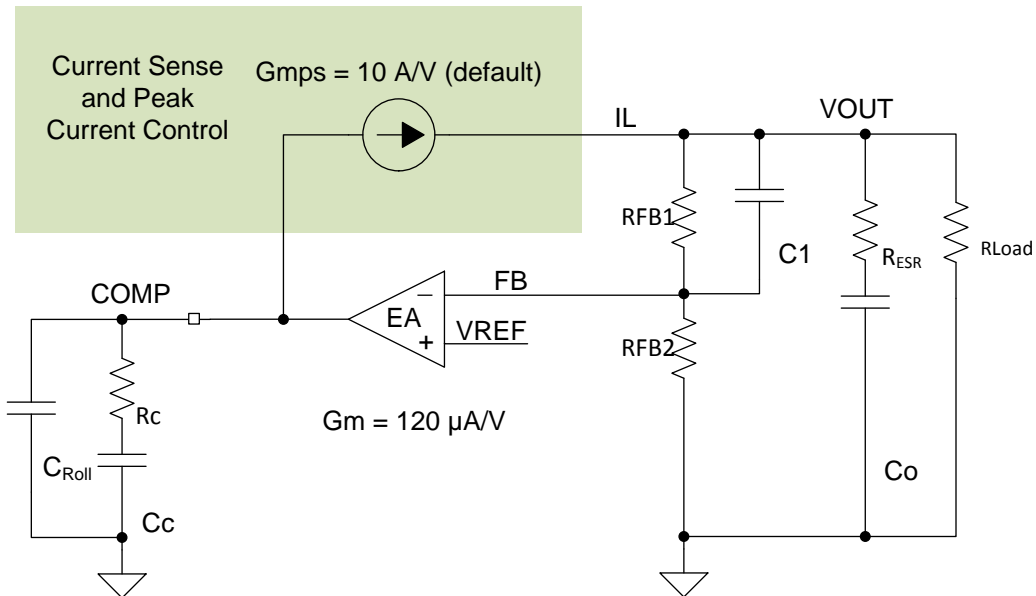 Current Sense
and Peak
Current Control
Gmps = 10 A/V (default)
IL
VOUT
RFB1
C1
RESR
RLoad
COMP
FB
EA
VREF
RFB2
Rc
Gm = 120 µA/V
CRoll
Co
Cc